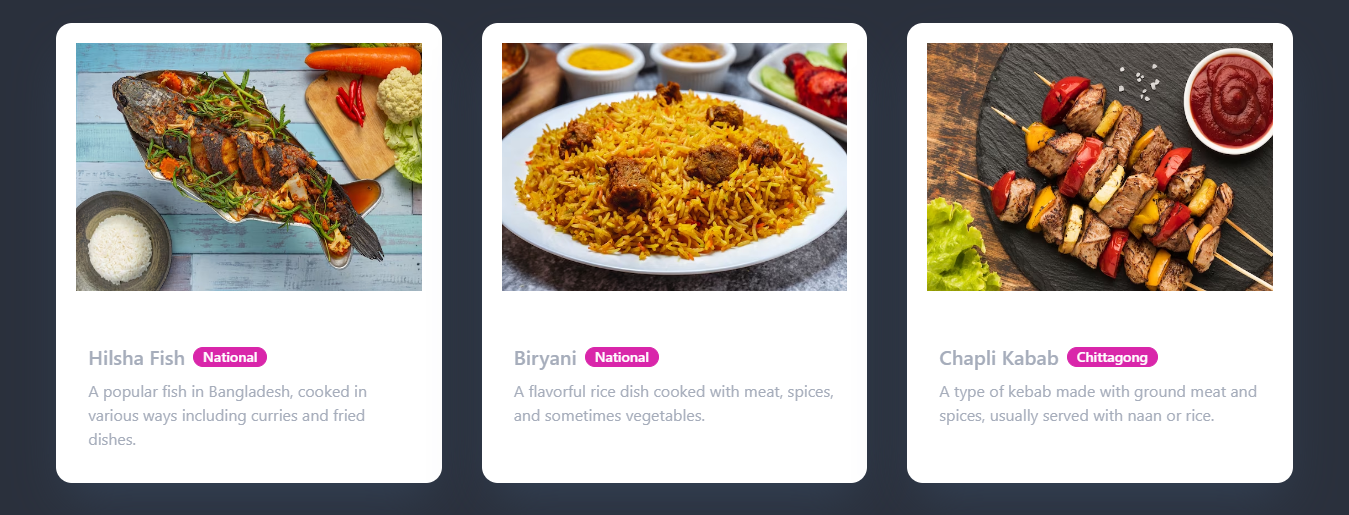 Hilsha Fish National
A popular fish in Bangladesh, cooked in
various ways including curries and fried
dishes.
Biryani National
A flavorful rice dish cooked with meat, spices,
and sometimes vegetables.
Chapli Kabab Chittagong
A type of kebab made with ground meat and
spices, usually served with naan or rice.